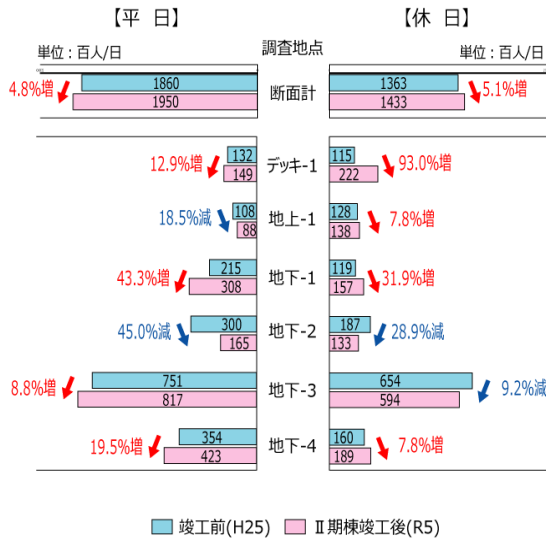 【平 日】 【休 日】
単位：百人/日 調査地点 単位：百人/日
4.8%増 1860 1950 断面計 1363 1433 5.1%増
12.9%増 132 149 デッキ-1 115 222 93.0%増
18.5%減 108 88 地上-1 128 138 7.8%増
43.3%増 215 308 地下-1 119 157 31.9%増
45.0%減 300 165 地下-2 187 133 28.9%減
8.8%増 751 817 地下-3 654 594 9.2%減
19.5%増 354 423 地下-4 160 189 7.8%増
竣工前(H25) Ⅱ期棟竣工後(R5)